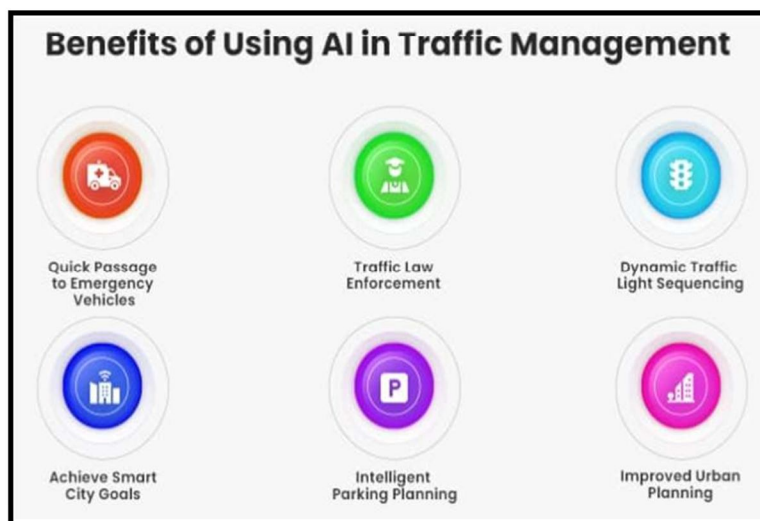 Benefits of Using AI in Traffic Management
Quick Passage
to Emergency
Vehicles
Traffic Law
Enforcement
Dynamic Traffic
Light Sequencing
Achieve Smart
City Goals
P
Intelligent
Parking Planning
Improved Urban
Planning